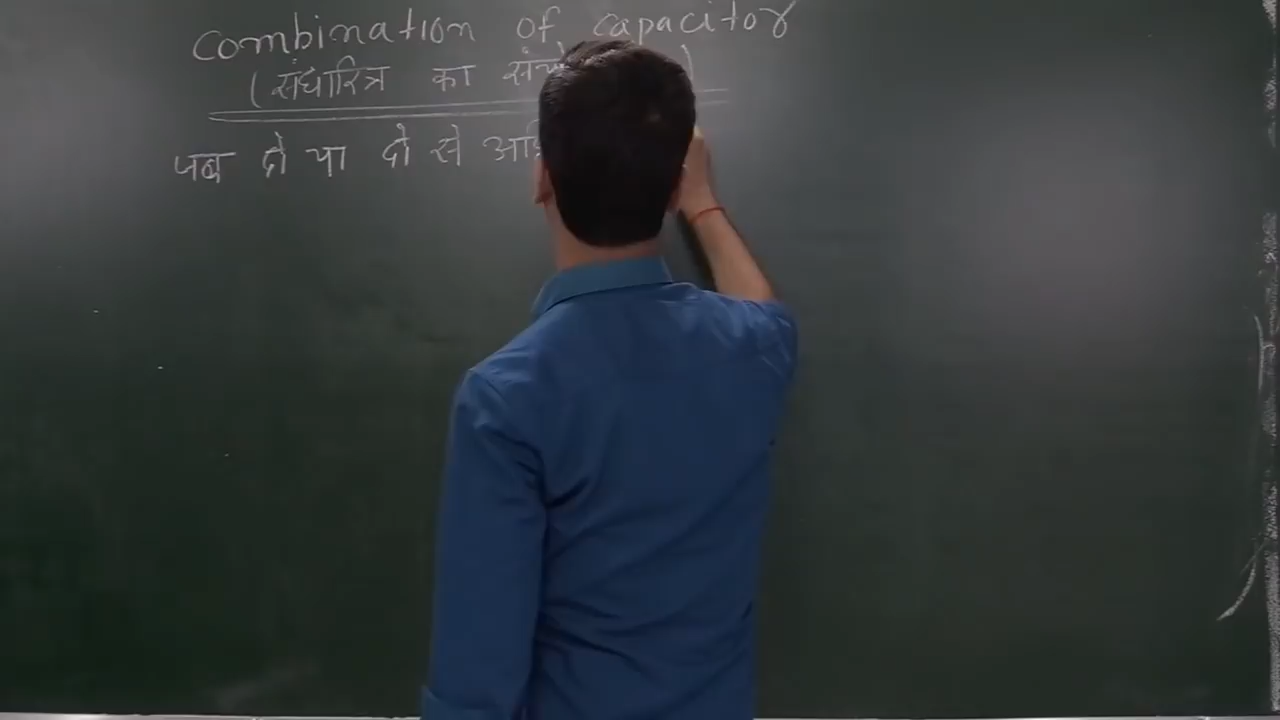 Combination of capacitor
(संधारित्र का )
जब दो या दो से